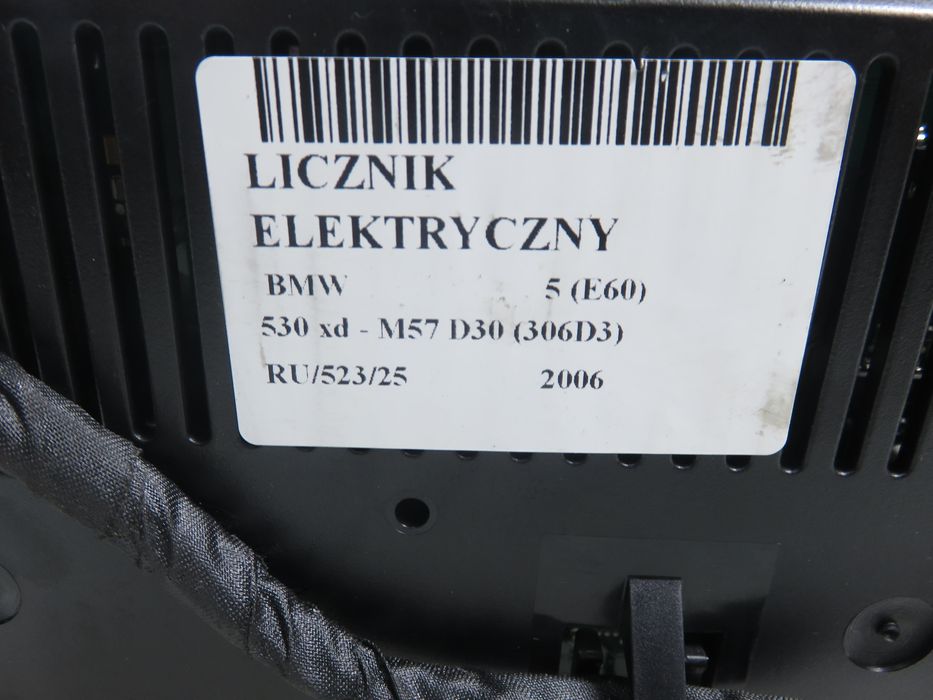 LICZNIK
ELEKTRYCZNY
BMW 5 (E60)
530 xd - M57 D30 (306D3)
RU/523/25 2006